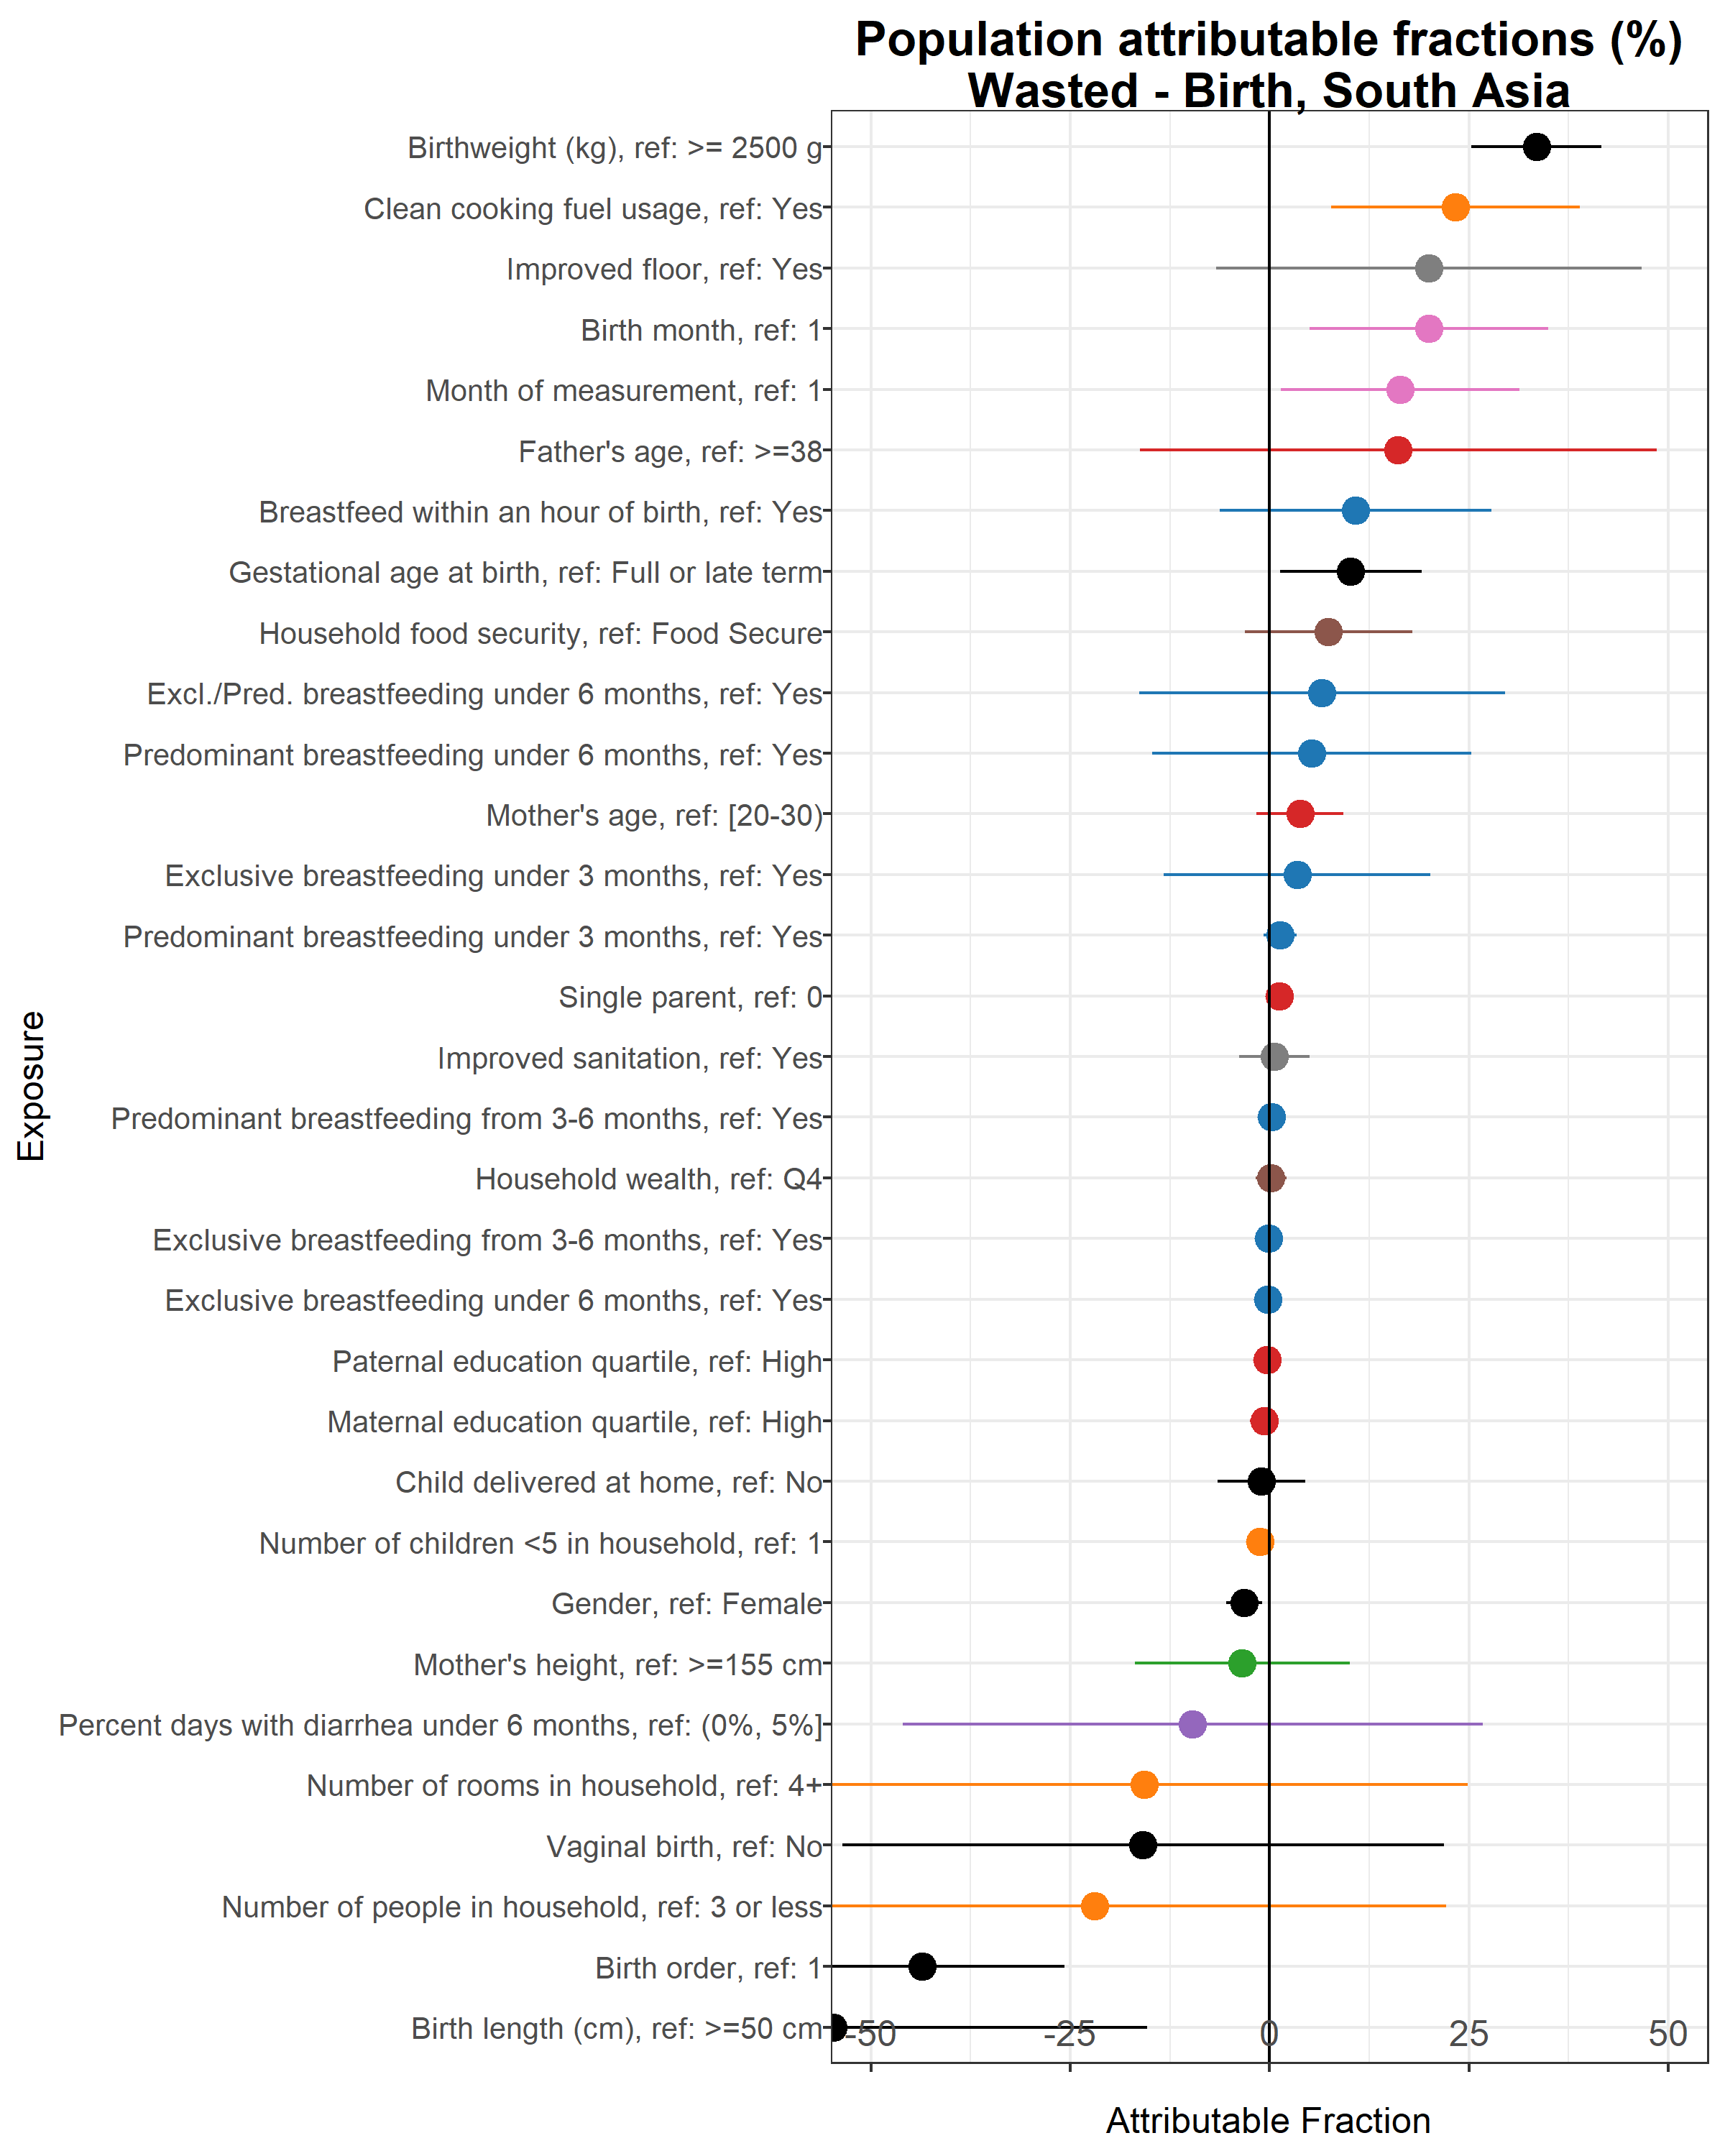 Population attributable fractions (%)
Wasted - Birth, South Asia
Birthweight (kg), ref: >= 2500 g
Clean cooking fuel usage, ref: Yes
Improved floor, ref: Yes
Birth month, ref: 1
Month of measurement, ref: 1
Father's age, ref: >=38
Breastfeed within an hour of birth, ref: Yes
Gestational age at birth, ref: Full or late term
Household food security, ref: Food Secure
Excl./Pred. breastfeeding under 6 months, ref: Yes
Predominant breastfeeding under 6 months, ref: Yes
Mother's age, ref: [20-30)
Exclusive breastfeeding under 3 months, ref: Yes
Predominant breastfeeding under 3 months, ref: Yes
Single parent, ref: 0
Improved sanitation, ref: Yes
Predominant breastfeeding from 3-6 months, ref: Yes
Household wealth, ref: Q4
Exclusive breastfeeding from 3-6 months, ref: Yes
Exclusive breastfeeding under 6 months, ref: Yes
Paternal education quartile, ref: High
Maternal education quartile, ref: High
Child delivered at home, ref: No
Number of children <5 in household, ref: 1
Gender, ref: Female
Mother's height, ref: >=155 cm
Percent days with diarrhea under 6 months, ref: (0%, 5%]
Number of rooms in household, ref: 4+
Vaginal birth, ref: No
Number of people in household, ref: 3 or less
Birth order, ref: 1
Birth length (cm), ref: >=50 cm
Exposure
-50 -25 0 25 50
Attributable Fraction